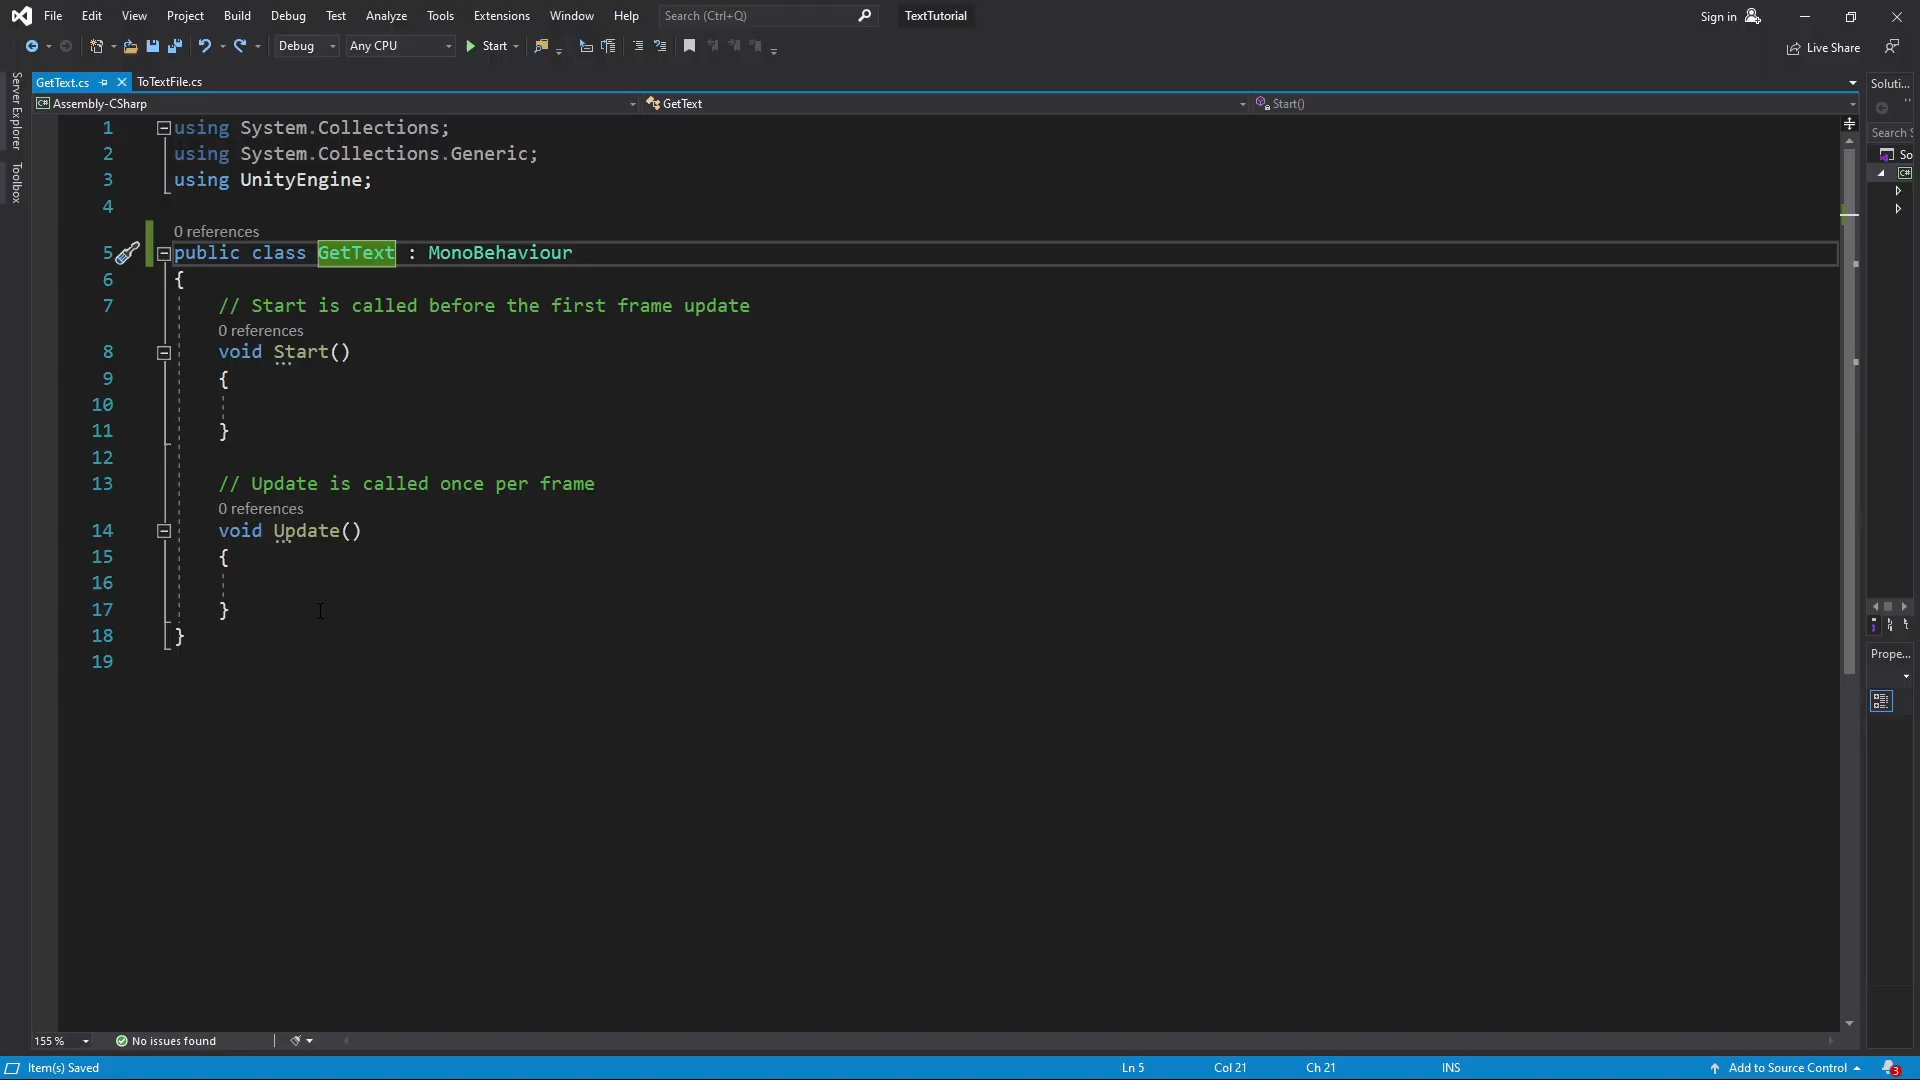 File Edit View Project Build Debug Test Analyze Tools Extensions Window Help Search (Ctrl+Q) TextTutorial Sign in
Debug Any CPU Start Live Share
GetText.cs ToTextFile.cs Soluti...
C# Assembly-CSharp GetText Start()
Server Explorer
Toolbox
Search S
So
C#
Prope...
1 using System.Collections;
2 using System.Collections.Generic;
3 using UnityEngine;
4
0 references
5 public class GetText : MonoBehaviour
6 {
7 // Start is called before the first frame update
0 references
8 void Start()
9 {
10
11 }
12
13 // Update is called once per frame
0 references
14 void Update()
15 {
16
17 }
18 }
19
155 % No issues found
Item(s) Saved Ln 5 Col 21 Ch 21 INS Add to Source Control 3